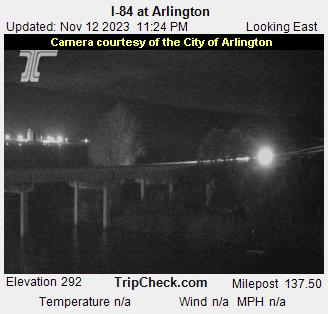 I-84 at Arlington
Updated: Nov 12 2023 11:24 PM Looking East
Camera courtesy of the City of Arlington
Elevation 292 TripCheck.com Milepost 137.50
Temperature n/a Wind n/a MPH n/a